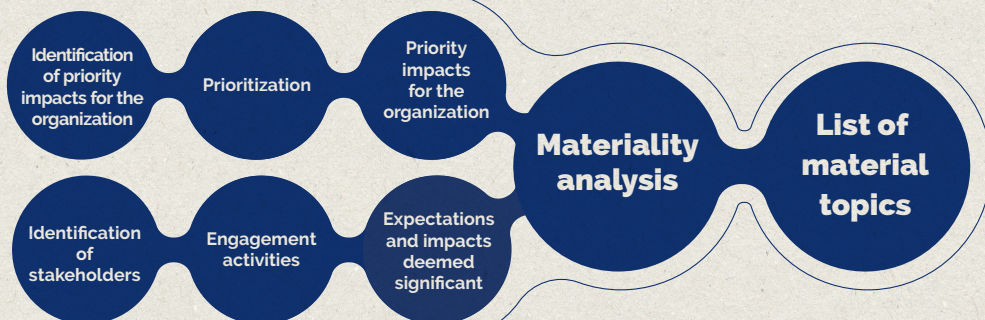 Identification
of priority
impacts for the
organization
Prioritization
Priority
impacts
for the
organization
Materiality
analysis
List of
material
topics
Identification
of
stakeholders
Engagement
activities
Expectations
and impacts
deemed
significant